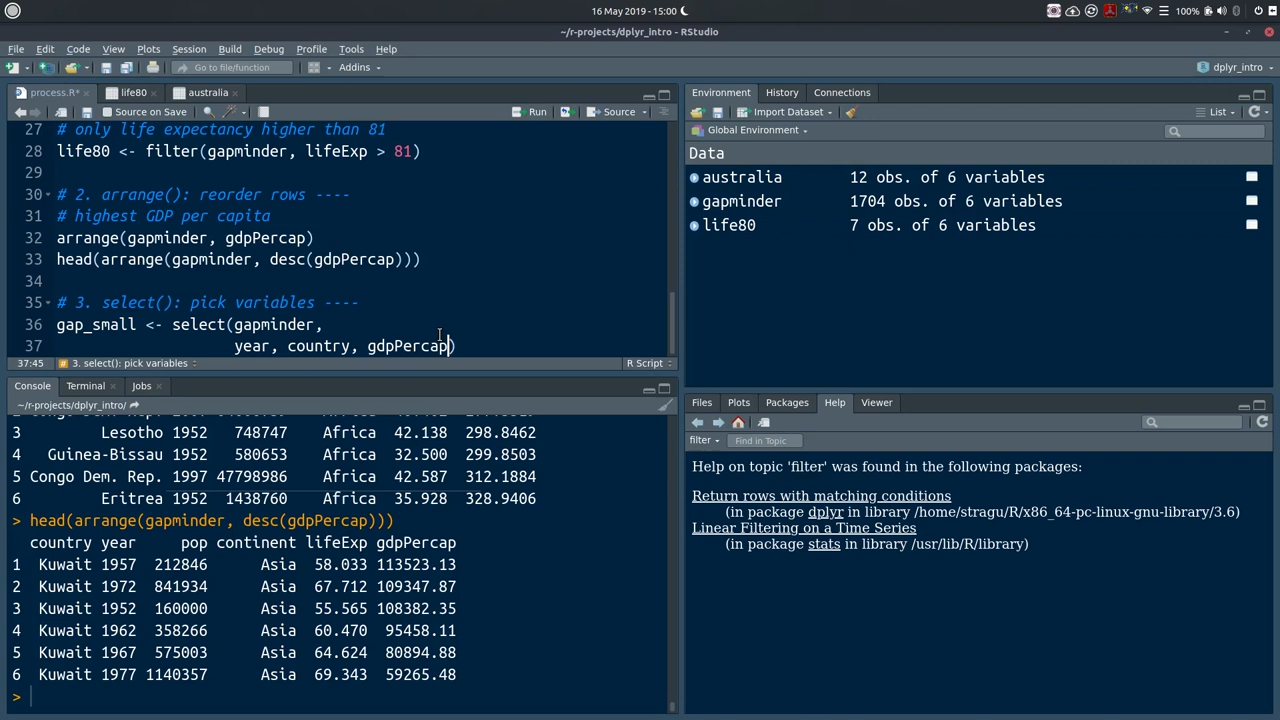 16 May 2019 - 15:00
100%
~/r-projects/dplyr_intro - RStudio
File Edit Code View Plots Session Build Debug Profile Tools Help
Go to file/function Addins
dplyr_intro
process.R* life80 australia
Source on Save Run Source
27 # only life expectancy higher than 81
28 life80 <- filter(gapminder, lifeExp > 81)
29
30 # 2. arrange(): reorder rows ----
31 # highest GDP per capita
32 arrange(gapminder, gdpPercap)
33 head(arrange(gapminder, desc(gdpPercap)))
34
35 # 3. select(): pick variables ----
36 gap_small <- select(gapminder,
37 year, country, gdpPercap)
37:45 3. select(): pick variables R Script
Console Terminal Jobs
~/r-projects/dplyr_intro/
3 Lesotho 1952 748747 Africa 42.138 298.8462
4 Guinea-Bissau 1952 580653 Africa 32.500 299.8503
5 Congo Dem. Rep. 1997 47798986 Africa 42.587 312.1884
6 Eritrea 1952 1438760 Africa 35.928 328.9406
> head(arrange(gapminder, desc(gdpPercap)))
country year pop continent lifeExp gdpPercap
1 Kuwait 1957 212846 Asia 58.033 113523.13
2 Kuwait 1972 841934 Asia 67.712 109347.87
3 Kuwait 1952 160000 Asia 55.565 108382.35
4 Kuwait 1962 358266 Asia 60.470 95458.11
5 Kuwait 1967 575003 Asia 64.624 80894.88
6 Kuwait 1977 1140357 Asia 69.343 59265.48
>
Environment History Connections
Import Dataset List
Global Environment
Data
australia 12 obs. of 6 variables
gapminder 1704 obs. of 6 variables
life80 7 obs. of 6 variables
Files Plots Packages Help Viewer
filter Find in Topic
Help on topic 'filter' was found in the following packages:
Return rows with matching conditions
(in package dplyr in library /home/stragu/R/x86_64-pc-linux-gnu-library/3.6)
Linear Filtering on a Time Series
(in package stats in library /usr/lib/R/library)